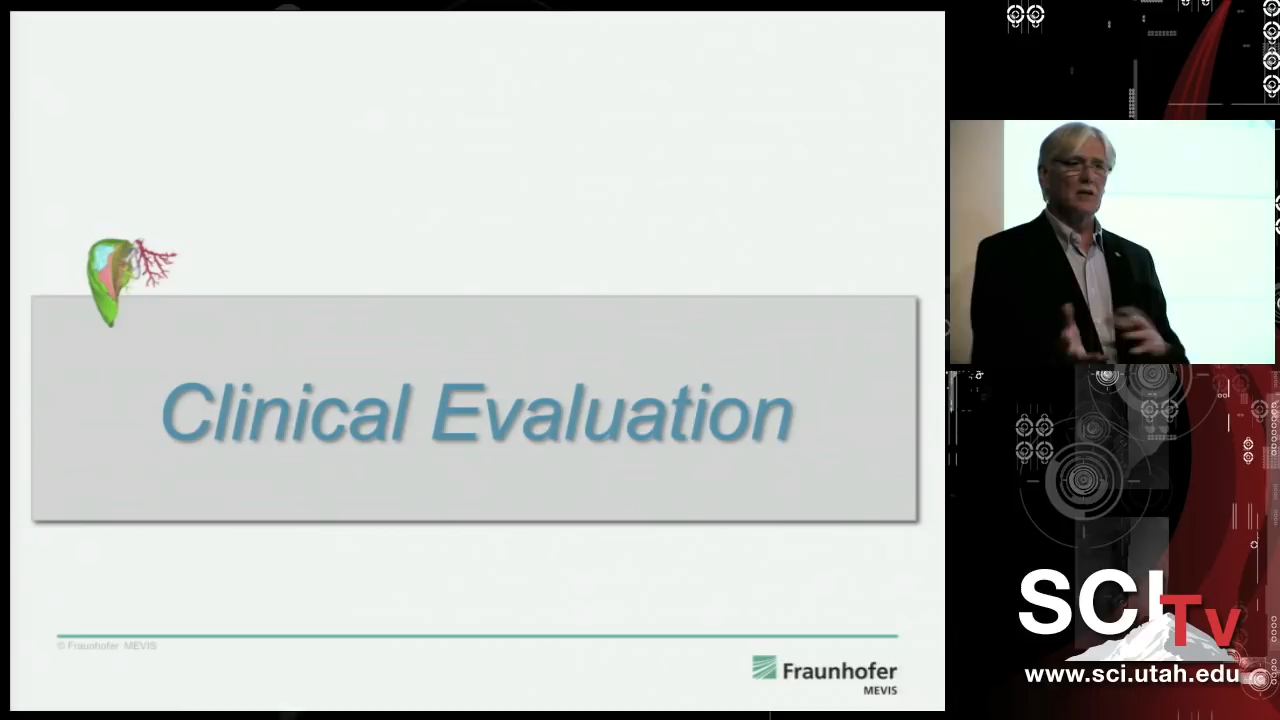 Clinical Evaluation
© Fraunhofer MEVIS
Fraunhofer
MEVIS
SCI
TV
www.sci.utah.edu